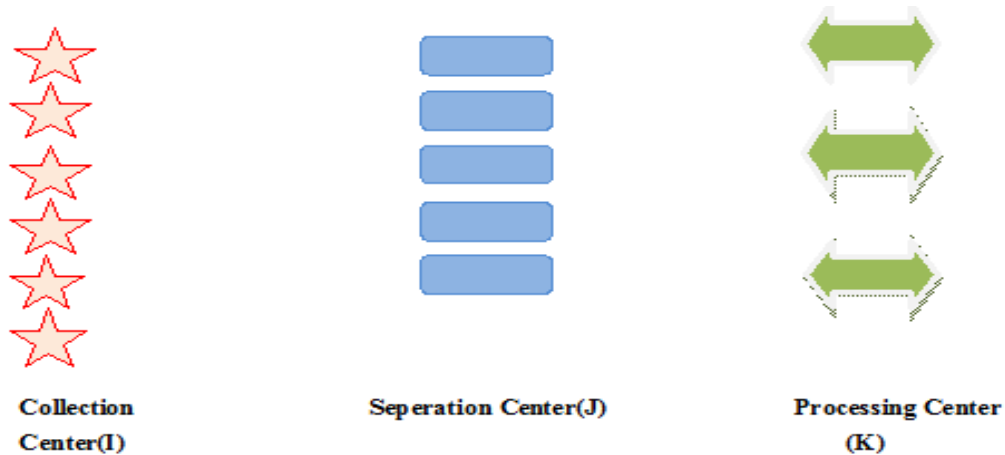 Collection
Center(I)
Seperation Center(J)
Processing Center
(K)